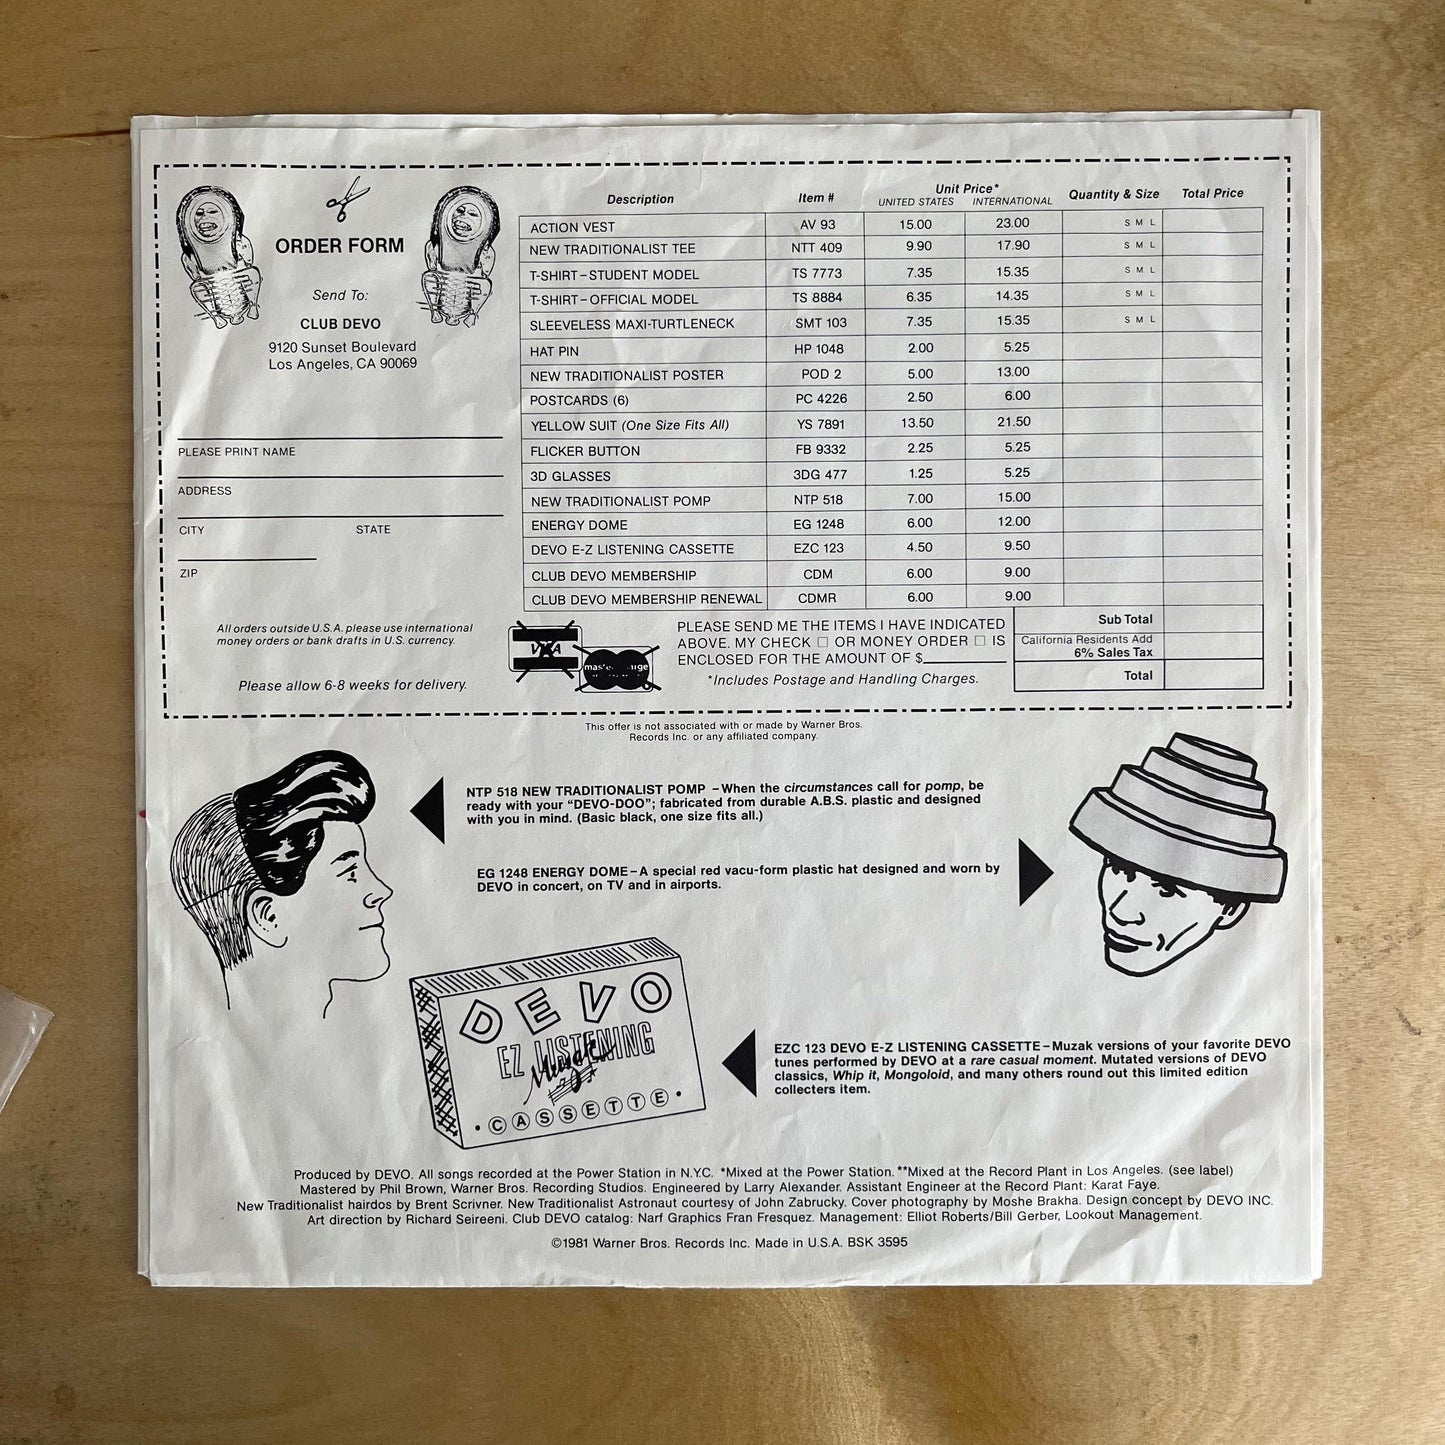 ORDER FORM
Send To:
CLUB DEVO
9120 Sunset Boulevard
Los Angeles, CA 90069
PLEASE PRINT NAME
ADDRESS
CITY STATE
ZIP
All orders outside U.S.A. please use international
money orders or bank drafts in U.S. currency.
Please allow 6-8 weeks for delivery.
Description Item # Unit Price* Quantity & Size Total Price
UNITED STATES INTERNATIONAL
ACTION VEST AV 93 15.00 23.00 S M L
NEW TRADITIONALIST TEE NTT 409 9.90 17.90 S M L
T-SHIRT – STUDENT MODEL TS 7773 7.35 15.35 S M L
T-SHIRT – OFFICIAL MODEL TS 8884 6.35 14.35 S M L
SLEEVELESS MAXI-TURTLENECK SMT 103 7.35 15.35 S M L
HAT PIN HP 1048 2.00 5.25
NEW TRADITIONALIST POSTER POD 2 5.00 13.00
POSTCARDS (6) PC 4226 2.50 6.00
YELLOW SUIT (One Size Fits All) YS 7891 13.50 21.50
FLICKER BUTTON FB 9332 2.25 5.25
3D GLASSES 3DG 477 1.25 5.25
NEW TRADITIONALIST POMP NTP 518 7.00 15.00
ENERGY DOME EG 1248 6.00 12.00
DEVO E-Z LISTENING CASSETTE EZC 123 4.50 9.50
CLUB DEVO MEMBERSHIP CDM 6.00 9.00
CLUB DEVO MEMBERSHIP RENEWAL CDMR 6.00 9.00
PLEASE SEND ME THE ITEMS I HAVE INDICATED
ABOVE. MY CHECK ☐ OR MONEY ORDER ☐ IS
ENCLOSED FOR THE AMOUNT OF $
*Includes Postage and Handling Charges.
Sub Total
California Residents Add
6% Sales Tax
Total
This offer is not associated with or made by Warner Bros.
Records Inc. or any affiliated company.
NTP 518 NEW TRADITIONALIST POMP – When the circumstances call for pomp, be
ready with your “DEVO-DOO”; fabricated from durable A.B.S. plastic and designed
with you in mind. (Basic black, one size fits all.)
EG 1248 ENERGY DOME – A special red vacu-form plastic hat designed and worn by
DEVO in concert, on TV and in airports.
DEVO
EZ LISTENING
Muzak
• CASSETTE •
EZC 123 DEVO E-Z LISTENING CASSETTE – Muzak versions of your favorite DEVO
tunes performed by DEVO at a rare casual moment. Mutated versions of DEVO
classics, Whip it, Mongoloid, and many others round out this limited edition
collecters item.
Produced by DEVO. All songs recorded at the Power Station in N.Y.C. *Mixed at the Power Station. **Mixed at the Record Plant in Los Angeles. (see label)
Mastered by Phil Brown, Warner Bros. Recording Studios. Engineered by Larry Alexander. Assistant Engineer at the Record Plant: Karat Faye.
New Traditionalist hairdos by Brent Scrivner. New Traditionalist Astronaut courtesy of John Zabrucky. Cover photography by Moshe Brakha. Design concept by DEVO INC.
Art direction by Richard Seireeni. Club DEVO catalog: Narf Graphics Fran Fresquez. Management: Elliot Roberts/Bill Gerber, Lookout Management.
©1981 Warner Bros. Records Inc. Made in U.S.A. BSK 3595